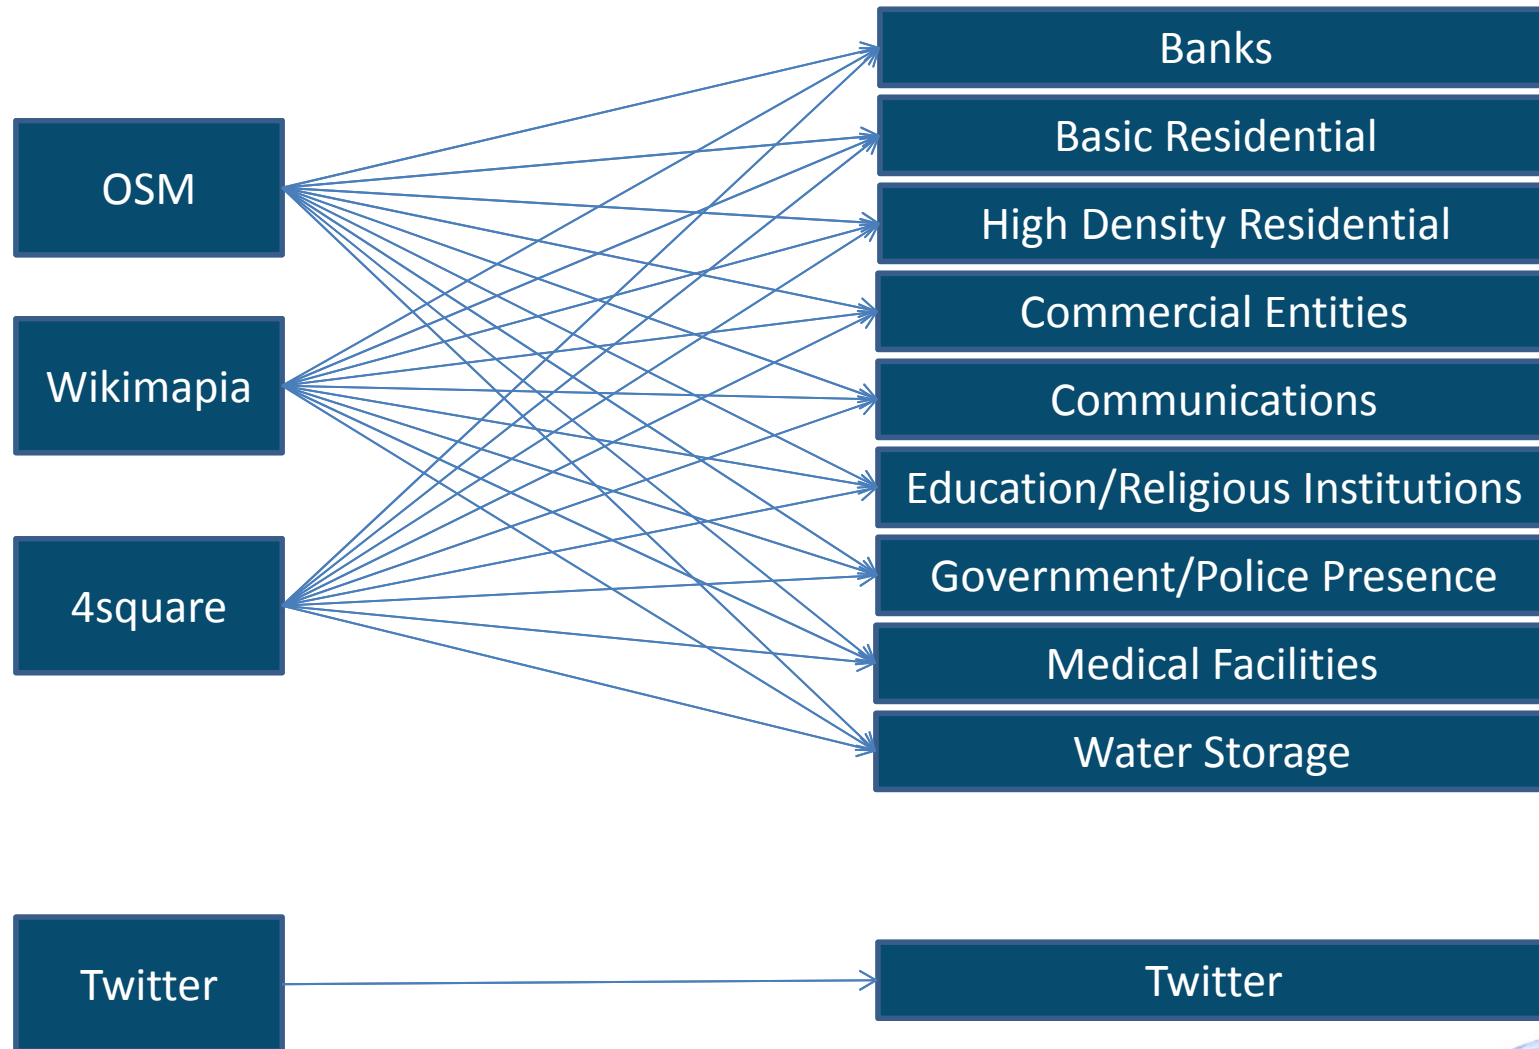 OSM
Wikimapia
4square
Twitter
Banks
Basic Residential
High Density Residential
Commercial Entities
Communications
Education/Religious Institutions
Government/Police Presence
Medical Facilities
Water Storage
Twitter